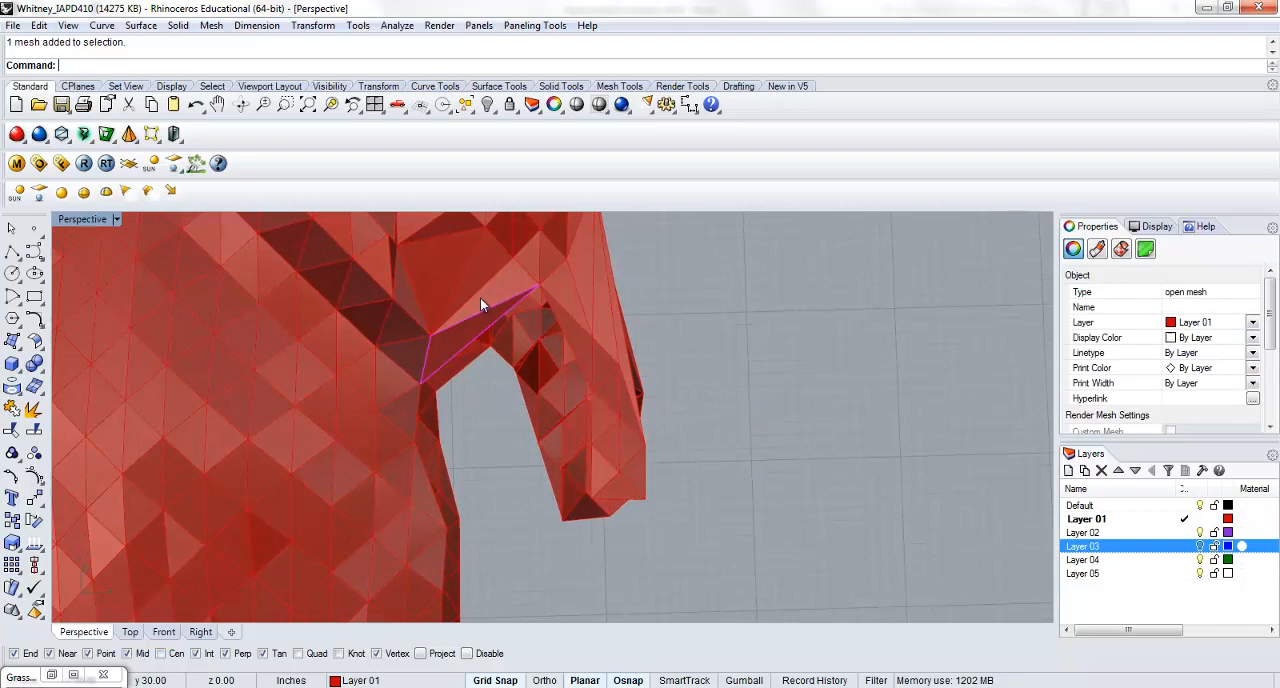 Whitney_IAPD410 (14275 KB) - Rhinoceros Educational (64-bit) - [Perspective]
File Edit View Curve Surface Solid Mesh Dimension Transform Tools Analyze Render Panels Paneling Tools Help
1 mesh added to selection.
Command:
Standard CPlanes Set View Display Select Viewport Layout Visibility Transform Curve Tools Surface Tools Solid Tools Mesh Tools Render Tools Drafting New in V5
M O F R RT SUN
SUN
Perspective
Properties Display Help
Object
Type open mesh
Name
Layer Layer 01
Display Color By Layer
Linetype By Layer
Print Color By Layer
Print Width By Layer
Hyperlink ...
Render Mesh Settings
Custom Mesh
Layers
Name Material
Default
Layer 01
Layer 02
Layer 03
Layer 04
Layer 05
Perspective Top Front Right
End Near Point Mid Cen Int Perp Tan Quad Knot Vertex Project Disable
Grass... y 30.00 z 0.00 Inches Layer 01 Grid Snap Ortho Planar Osnap SmartTrack Gumball Record History Filter Memory use: 1202 MB